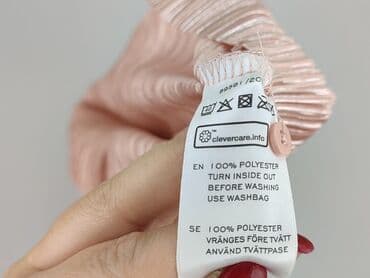 ™ clevercare.info
EN 100% POLYESTER
TURN INSIDE OUT
BEFORE WASHING
USE WASHBAG
SE 100% POLYESTER
VRÄNGES FÖRE TVÄTT
ANVÄND TVÄTTPASE